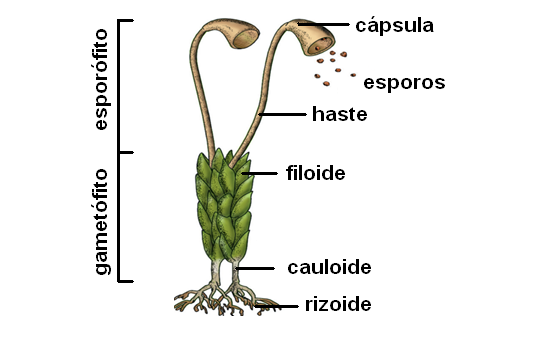 cápsula
esporos
haste
filoide
cauloide
rizoide
esporófito
gametófito